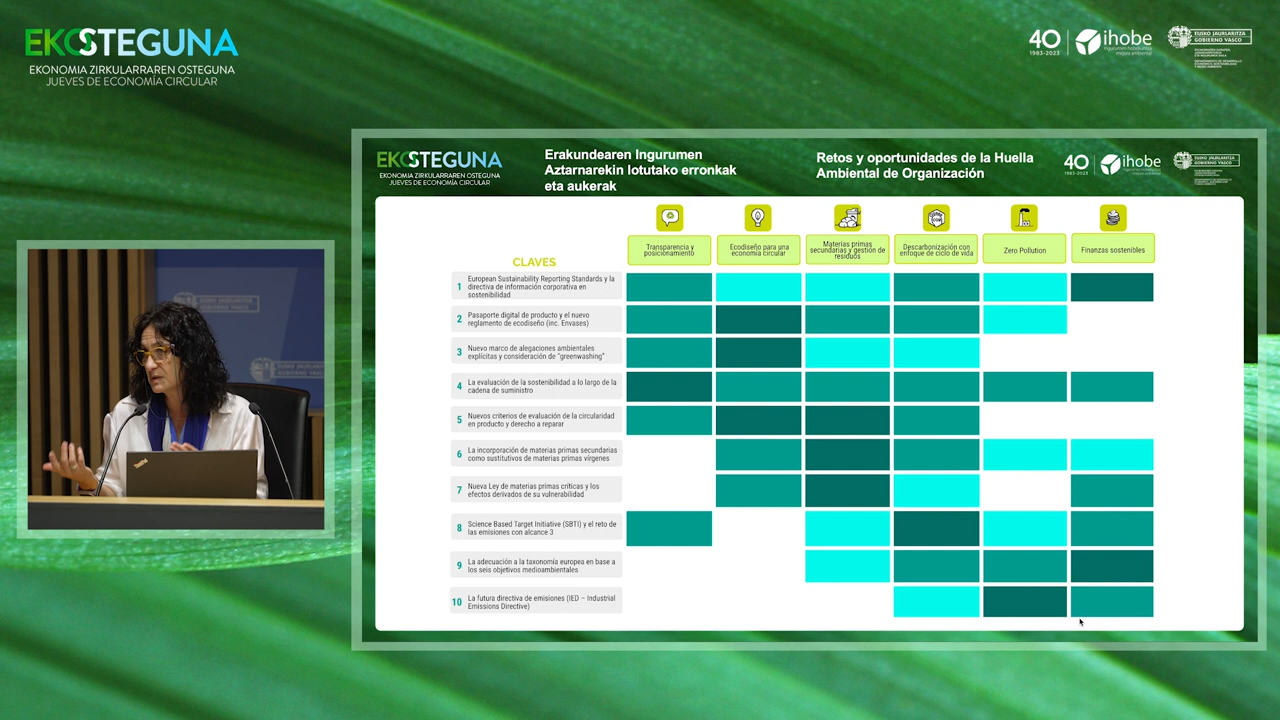 EKOSTEGUNA
EKONOMIA ZIRKULARRAREN OSTEGUNA
JUEVES DE ECONOMÍA CIRCULAR
40
1983-2023
ihobe
EUSKO JAURLARITZA
GOBIERNO VASCO
EKOSTEGUNA
EKONOMIA ZIRKULARRAREN OSTEGUNA
JUEVES DE ECONOMÍA CIRCULAR
Erakundearen Ingurumen
Aztarnarekin lotutako erronkak
eta aukerak
Retos y oportunidades de la Huella
Ambiental de Organización
40
1983-2023
ihobe
EUSKO JAURLARITZA
GOBIERNO VASCO
CLAVES
Transparencia y
posicionamiento
Ecodiseño para una
economía circular
Materias primas
secundarias y gestión de
residuos
Descarbonización con
enfoque de ciclo de vida
Zero Pollution
Finanzas sostenibles
1 European Sustainability Reporting Standards y la
directiva de información corporativa en
sostenibilidad
2 Pasaporte digital de producto y el nuevo
reglamento de ecodiseño (inc. Envases)
3 Nuevo marco de alegaciones ambientales
explícitas y consideración de "greenwashing"
4 La evaluación de la sostenibilidad a lo largo de la
cadena de suministro
5 Nuevos criterios de evaluación de la circularidad
en producto y derecho a reparar
6 La incorporación de materias primas secundarias
como sustitutivos de materias primas vírgenes
7 Nueva Ley de materias primas críticas y los
efectos derivados de su vulnerabilidad
8 Science Based Target Initiative (SBTI) y el reto de
las emisiones con alcance 3
9 La adecuación a la taxonomía europea en base a
los seis objetivos medioambientales
10 La futura directiva de emisiones (IED – Industrial
Emissions Directive)
ThinkPad